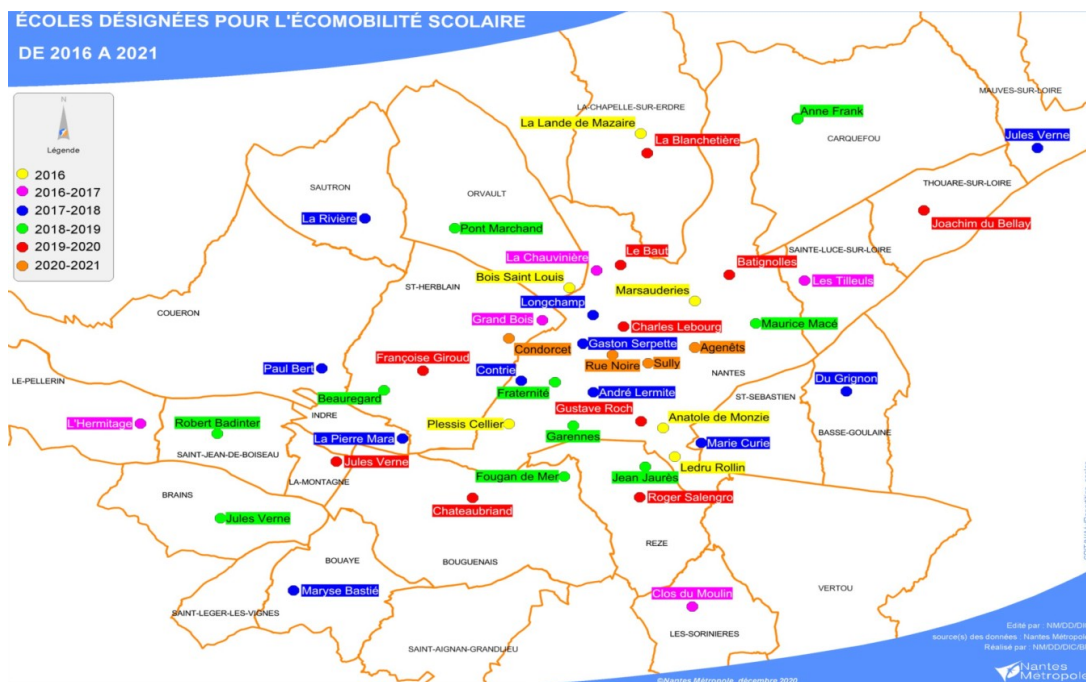 ÉCOLES DÉSIGNÉES POUR L'ÉCOMOBILITÉ SCOLAIRE
DE 2016 A 2021
N
Légende
2016
2016-2017
2017-2018
2018-2019
2019-2020
2020-2021
MAUVES-SUR-LOIRE
LA-CHAPELLE-SUR-ERDRE
Anne Frank
La Lande de Mazaire
La Blanchetière
CARQUEFOU
Jules Verne
THOUARE-SUR-LOIRE
SAUTRON
ORVAULT
La Rivière
Pont Marchand
Joachim du Bellay
Le Baut
SAINTE-LUCE-SUR-LOIRE
La Chauvinière
Batignolles
Bois Saint Louis
Les Tilleuls
ST-HERBLAIN
Marsauderies
Longchamp
COUERON
Grand Bois
Charles Lebourg
Maurice Macé
Condorcet
Gaston Serpette
Agenêts
Françoise Giroud
Rue Noire
Sully
Paul Bert
Contrie
NANTES
LE-PELLERIN
Du Grignon
Fraternité
André Lermite
Beauregard
ST-SEBASTIEN
INDRE
Gustave Roch
Anatole de Monzie
L'Hermitage
Robert Badinter
Plessis Cellier
BASSE-GOULAINE
La Pierre Mara
Garennes
Marie Curie
SAINT-JEAN-DE-BOISEAU
Jules Verne
Ledru Rollin
LA-MONTAGNE
Fougan de Mer
Jean Jaurès
BRAINS
Roger Salengro
Chateaubriand
Jules Verne
REZE
BOUAYE
BOUGUENAIS
VERTOU
Maryse Bastié
Clos du Moulin
SAINT-LEGER-LES-VIGNES
LES-SORINIERES
SAINT-AIGNAN-GRANDLIEU
Edité par : NM/DD/DI
source(s) des données : Nantes Métropol
Réalisé par : NM/DD/DIC/B
Nantes
Métropole
©Nantes Métropole, décembre 2020